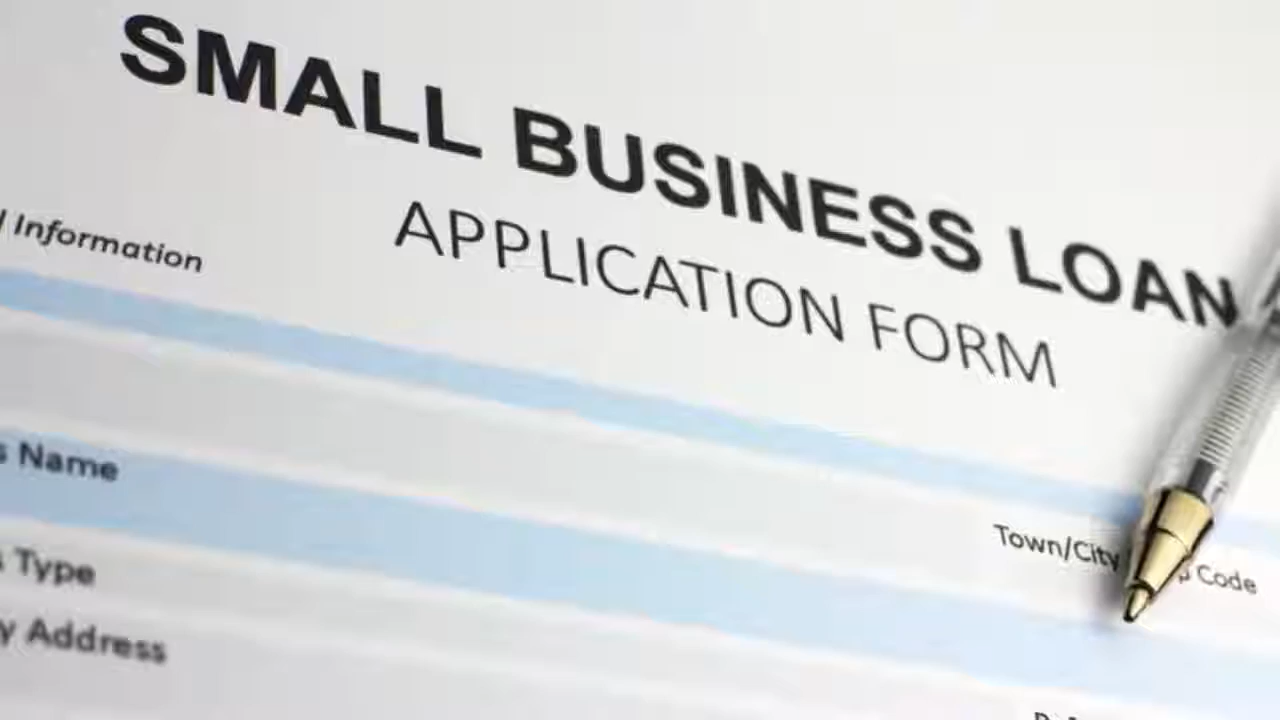 SMALL BUSINESS LOAN
APPLICATION FORM
Information
Name
Town/City Code
Type
Address